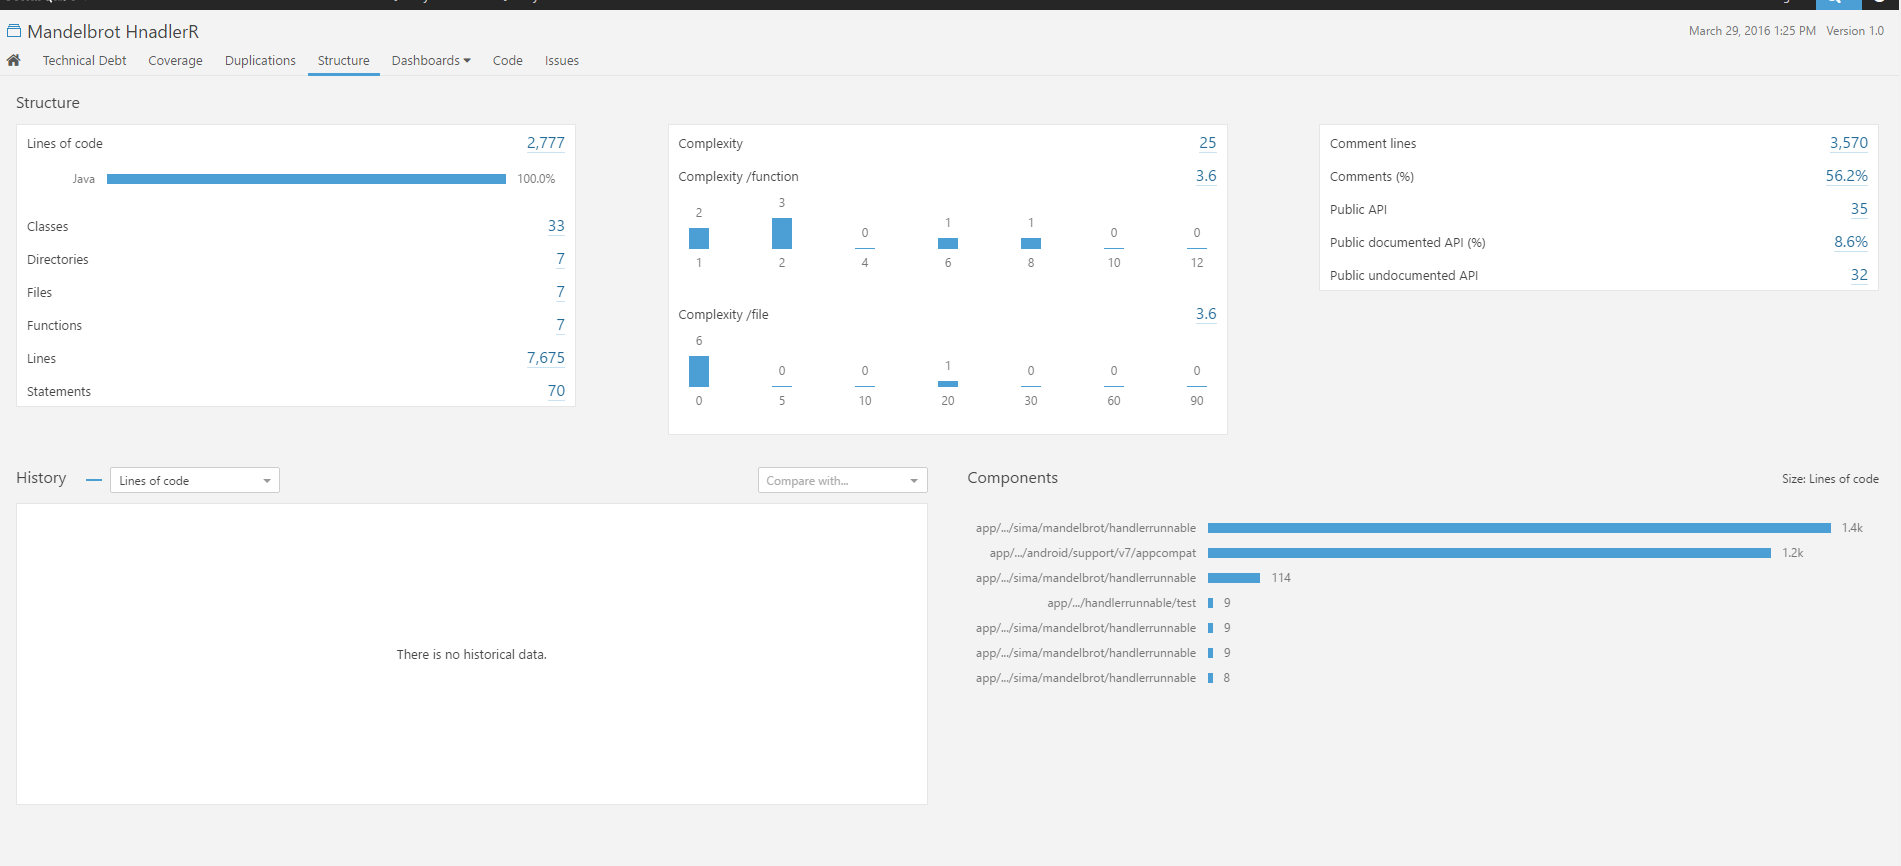 Mandelbrot HnadlerR
March 29, 2016 1:25 PM Version 1.0
Technical Debt Coverage Duplications Structure Dashboards Code Issues
Structure
Lines of code 2,777
Java 100.0%
Classes 33
Directories 7
Files 7
Functions 7
Lines 7,675
Statements 70
Complexity 25
Complexity /function 3.6
2 3 0 1 1 0 0
1 2 4 6 8 10 12
Complexity /file 3.6
6 0 0 1 0 0 0
0 5 10 20 30 60 90
Comment lines 3,570
Comments (%) 56.2%
Public API 35
Public documented API (%) 8.6%
Public undocumented API 32
History Lines of code Compare with...
There is no historical data.
Components Size: Lines of code
app/.../sima/mandelbrot/handlerrunnable 1.4k
app/.../android/support/v7/appcompat 1.2k
app/.../sima/mandelbrot/handlerrunnable 114
app/.../handlerrunnable/test 9
app/.../sima/mandelbrot/handlerrunnable 9
app/.../sima/mandelbrot/handlerrunnable 9
app/.../sima/mandelbrot/handlerrunnable 8